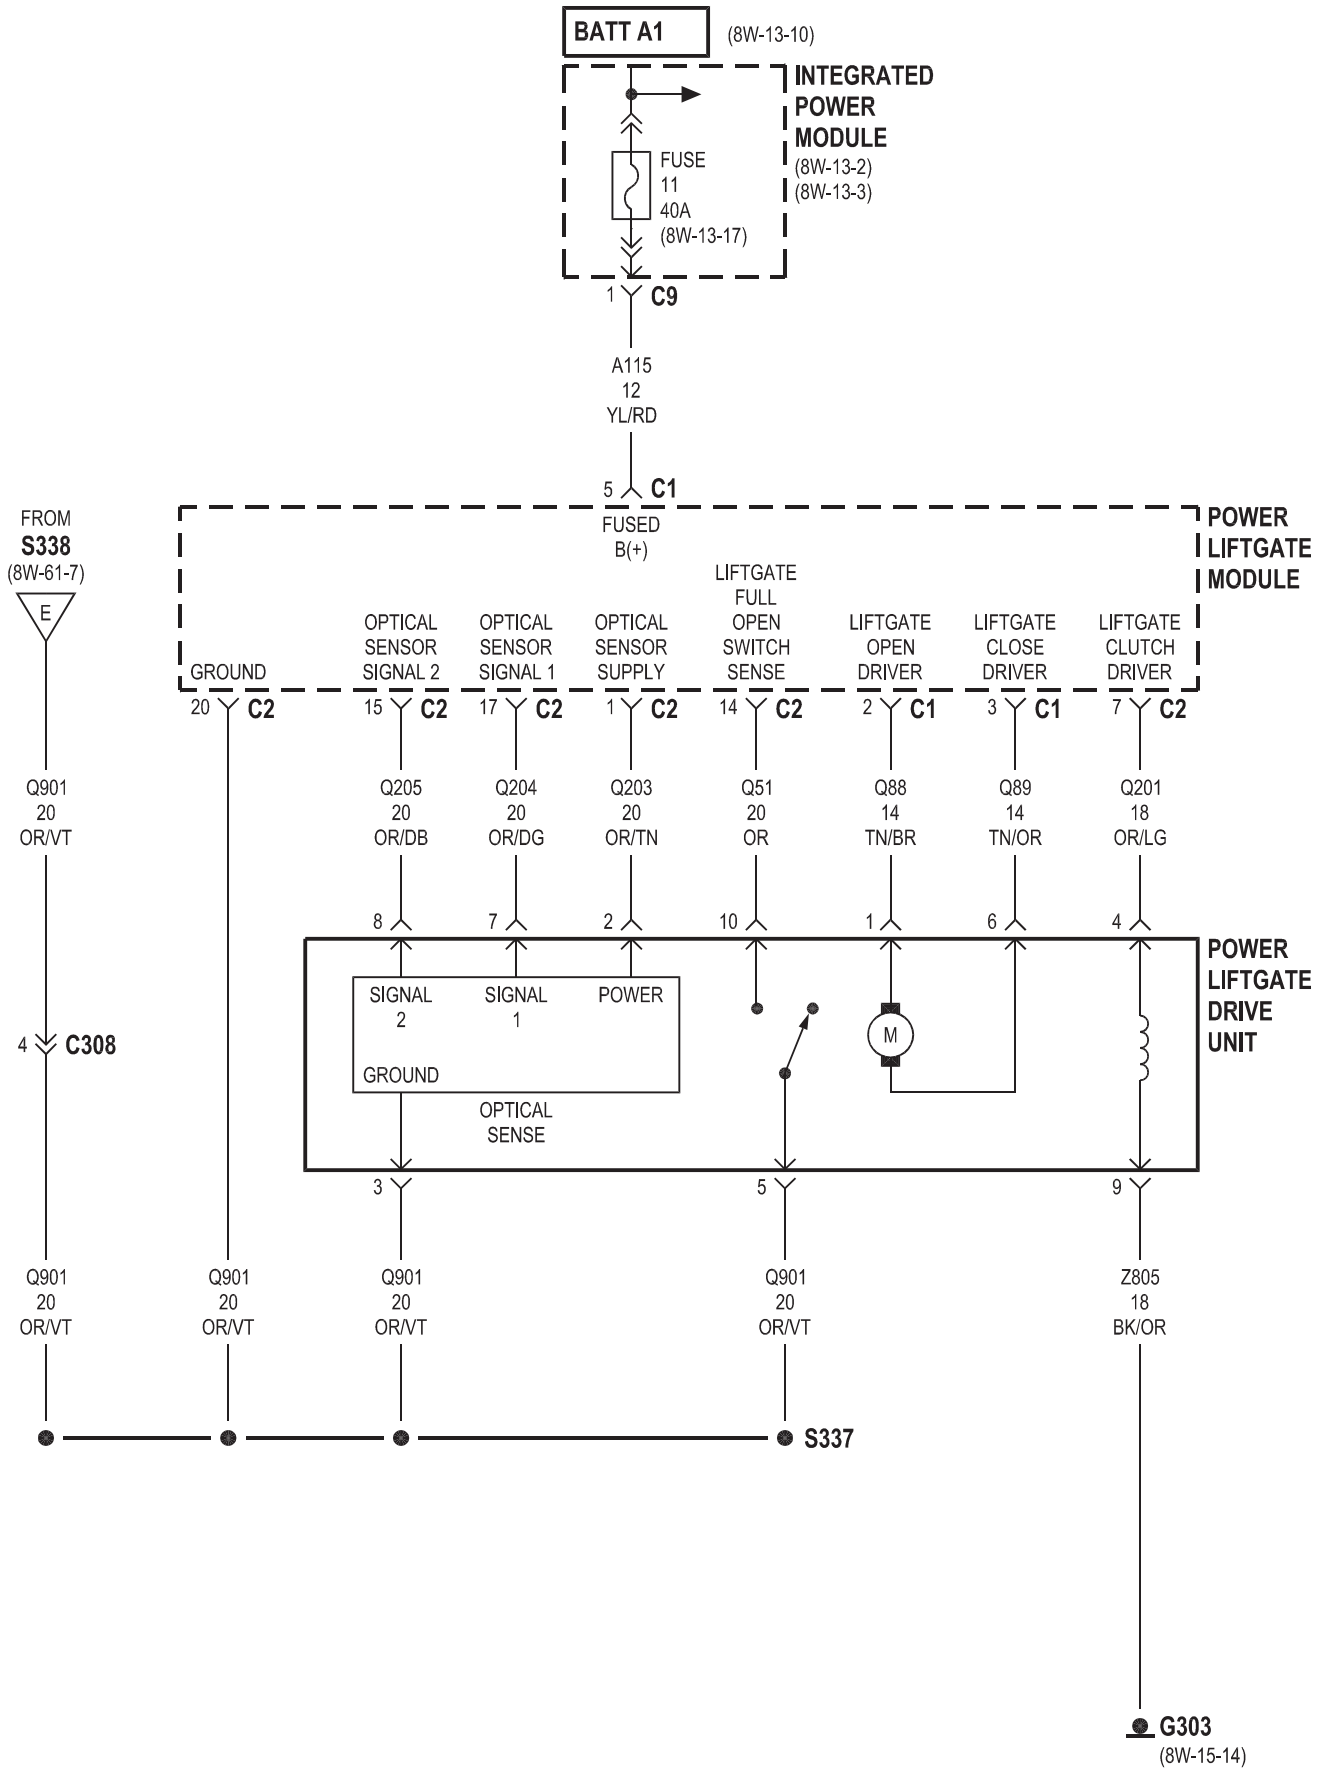 BATT A1 (8W-13-10)
INTEGRATED
POWER
MODULE
(8W-13-2)
(8W-13-3)
FUSE
11
40A
(8W-13-17)
1 C9
A115
12
YL/RD
5 C1
FROM
S338
(8W-61-7)
E
POWER
LIFTGATE
MODULE
FUSED
B(+)
GROUND
OPTICAL
SENSOR
SIGNAL 2
OPTICAL
SENSOR
SIGNAL 1
OPTICAL
SENSOR
SUPPLY
LIFTGATE
FULL
OPEN
SWITCH
SENSE
LIFTGATE
OPEN
DRIVER
LIFTGATE
CLOSE
DRIVER
LIFTGATE
CLUTCH
DRIVER
20 C2
15 C2
17 C2
1 C2
14 C2
2 C1
3 C1
7 C2
Q901
20
OR/VT
Q205
20
OR/DB
Q204
20
OR/DG
Q203
20
OR/TN
Q51
20
OR
Q88
14
TN/BR
Q89
14
TN/OR
Q201
18
OR/LG
8
7
2
10
1
6
4
POWER
LIFTGATE
DRIVE
UNIT
SIGNAL
2
SIGNAL
1
POWER
GROUND
OPTICAL
SENSE
M
4 C308
3
5
9
Q901
20
OR/VT
Q901
20
OR/VT
Q901
20
OR/VT
Q901
20
OR/VT
Z805
18
BK/OR
S337
G303
(8W-15-14)